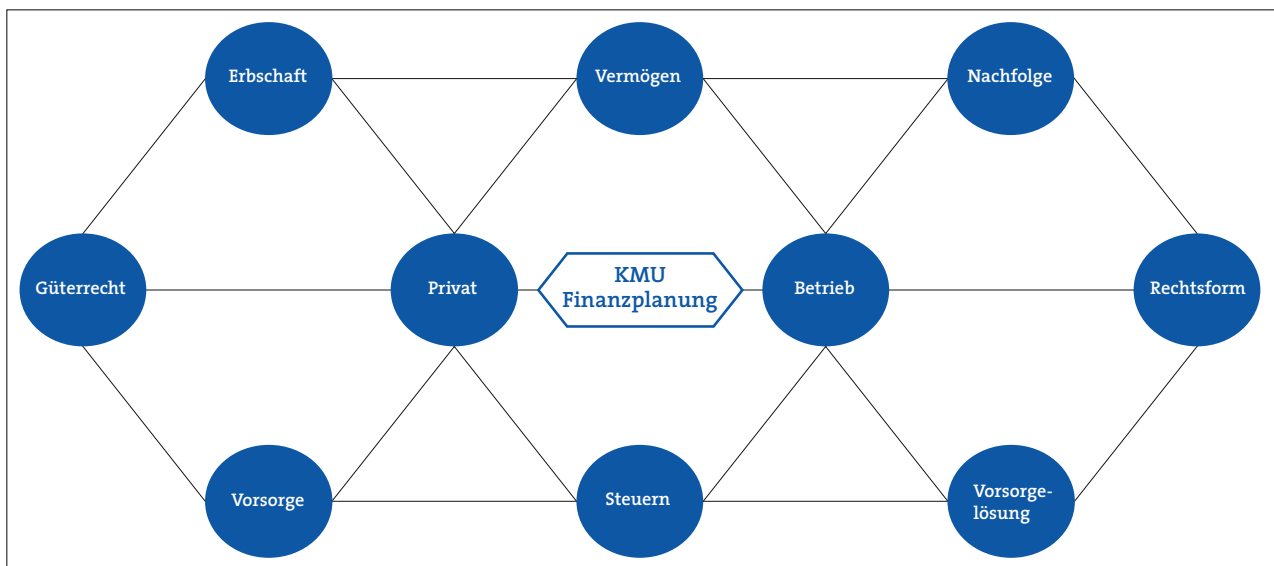 Erbschaft
Vermögen
Nachfolge
Güterrecht
Privat
KMU
Finanzplanung
Betrieb
Rechtsform
Vorsorge
Steuern
Vorsorge-
lösung